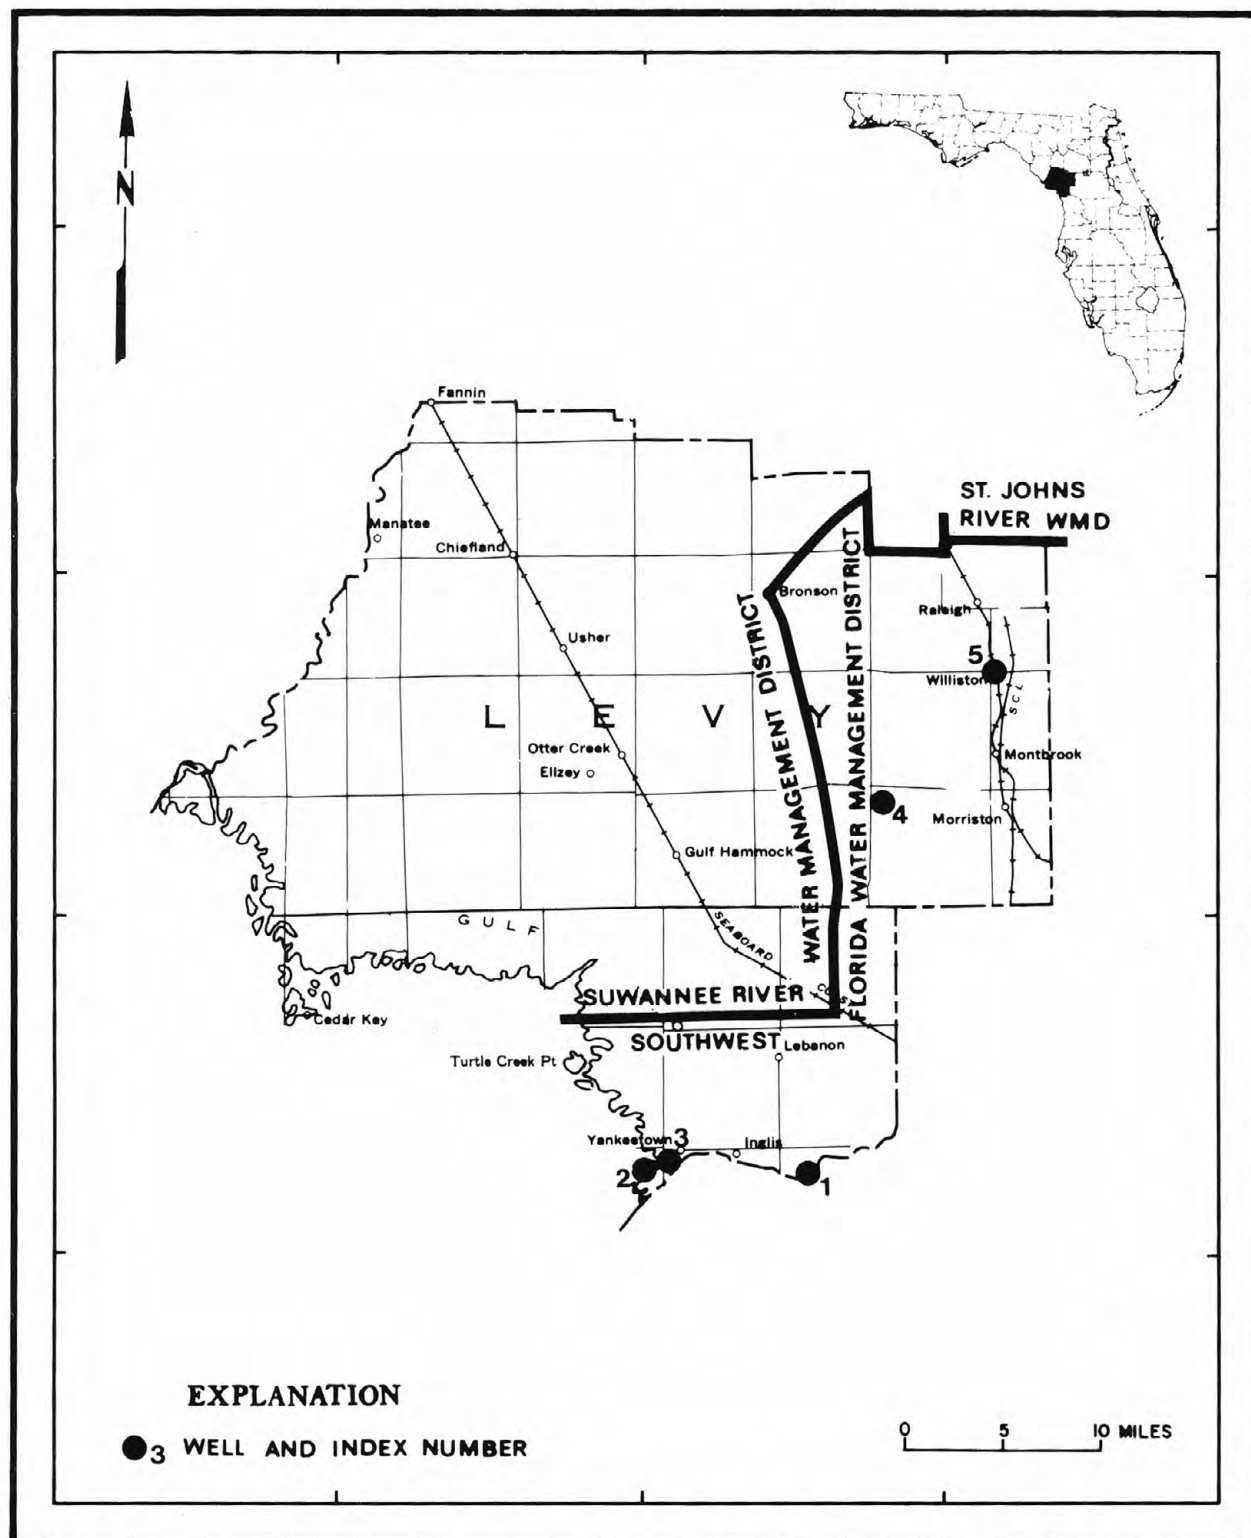 N
Fannin
ST. JOHNS
RIVER WMD
Manatee
Chiefland
Bronson
Raleigh
Usher
5
Williston
SCL
L E V Y
Otter Creek
Ellzey
Montbrook
4
Morriston
Gulf Hammock
WATER MANAGEMENT DISTRICT
FLORIDA WATER MANAGEMENT DISTRICT
GULF
SEABOARD
SUWANNEE RIVER
Cedar Key
SOUTHWEST
Lebanon
Turtle Creek Pt
Yankeetown
3
Inglis
2
1
EXPLANATION
3 WELL AND INDEX NUMBER
0 5 10 MILES